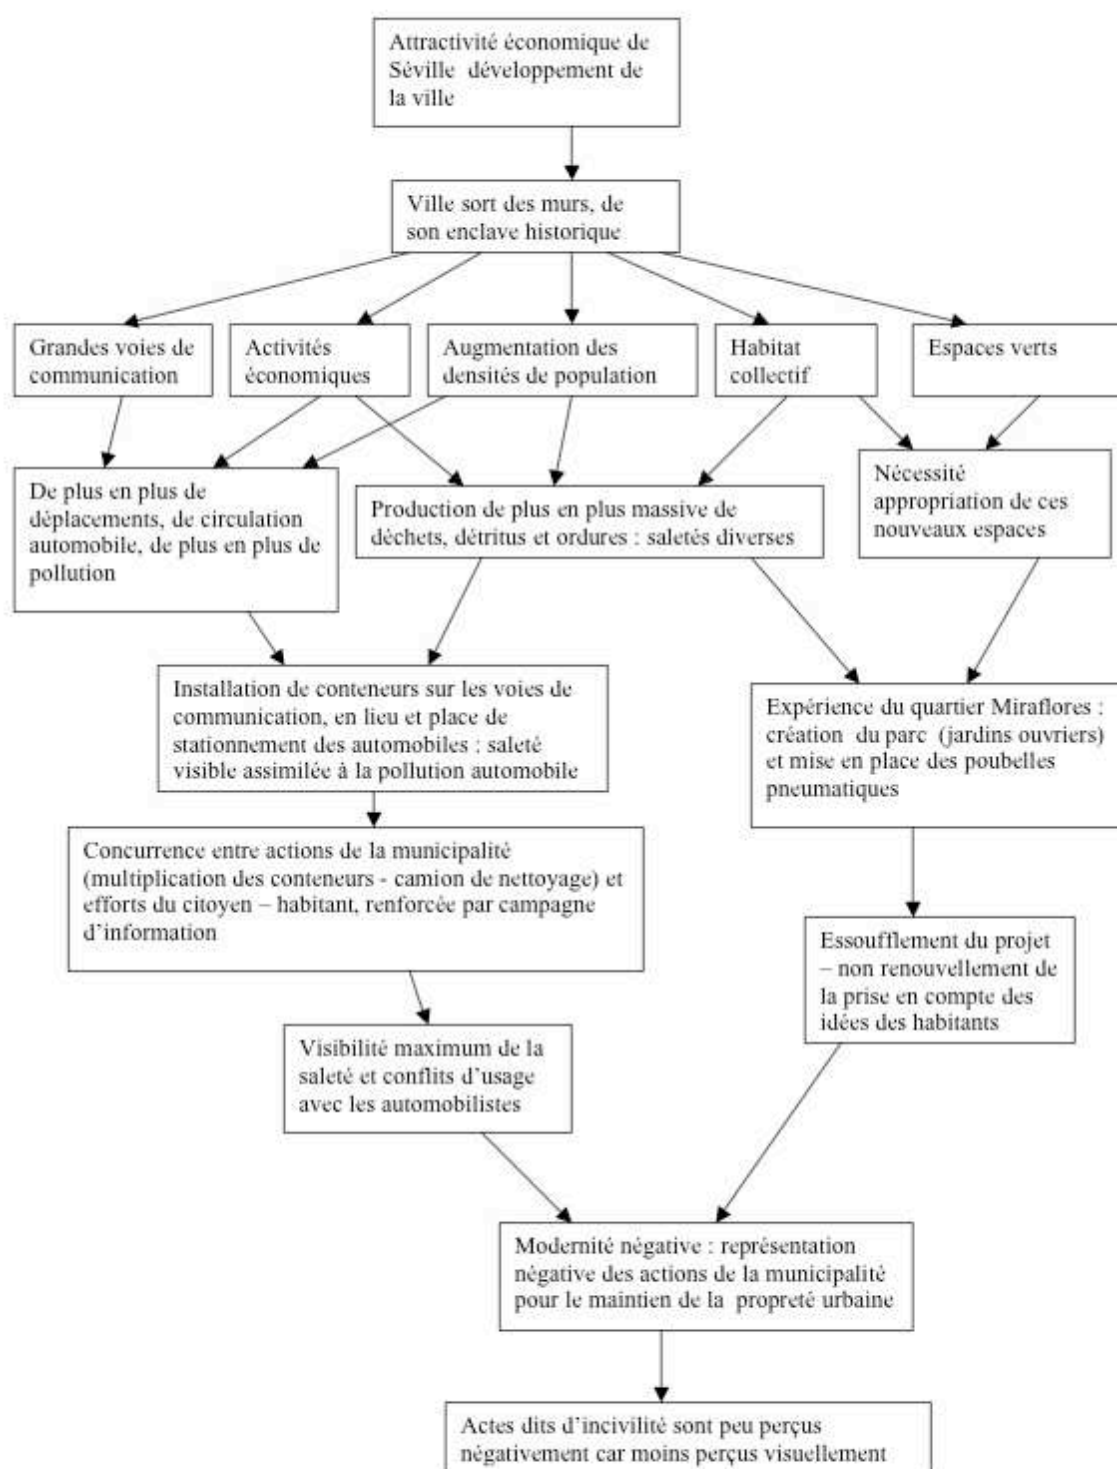 Attractivité économique de
Séville  développement de
la ville
Ville sort des murs, de
son enclave historique
Grandes voies de
communication
Activités
économiques
Augmentation des
densités de population
Habitat
collectif
Espaces verts
De plus en plus de
déplacements, de circulation
automobile, de plus en plus de
pollution
Production de plus en plus massive de
déchets, détritus et ordures : saletés diverses
Nécessité
appropriation de ces
nouveaux espaces
Installation de conteneurs sur les voies de
communication, en lieu et place de
stationnement des automobiles : saleté
visible assimilée à la pollution automobile
Expérience du quartier Miraflores :
création  du parc  (jardins ouvriers)
et mise en place des poubelles
pneumatiques
Concurrence entre actions de la municipalité
(multiplication des conteneurs - camion de nettoyage) et
efforts du citoyen – habitant, renforcée par campagne
d'information
Essoufflement du projet
– non renouvellement de
la prise en compte des
idées des habitants
Visibilité maximum de la
saleté et conflits d'usage
avec les automobilistes
Modernité négative : représentation
négative des actions de la municipalité
pour le maintien de la  propreté urbaine
Actes dits d'incivilité sont peu perçus
négativement car moins perçus visuellement